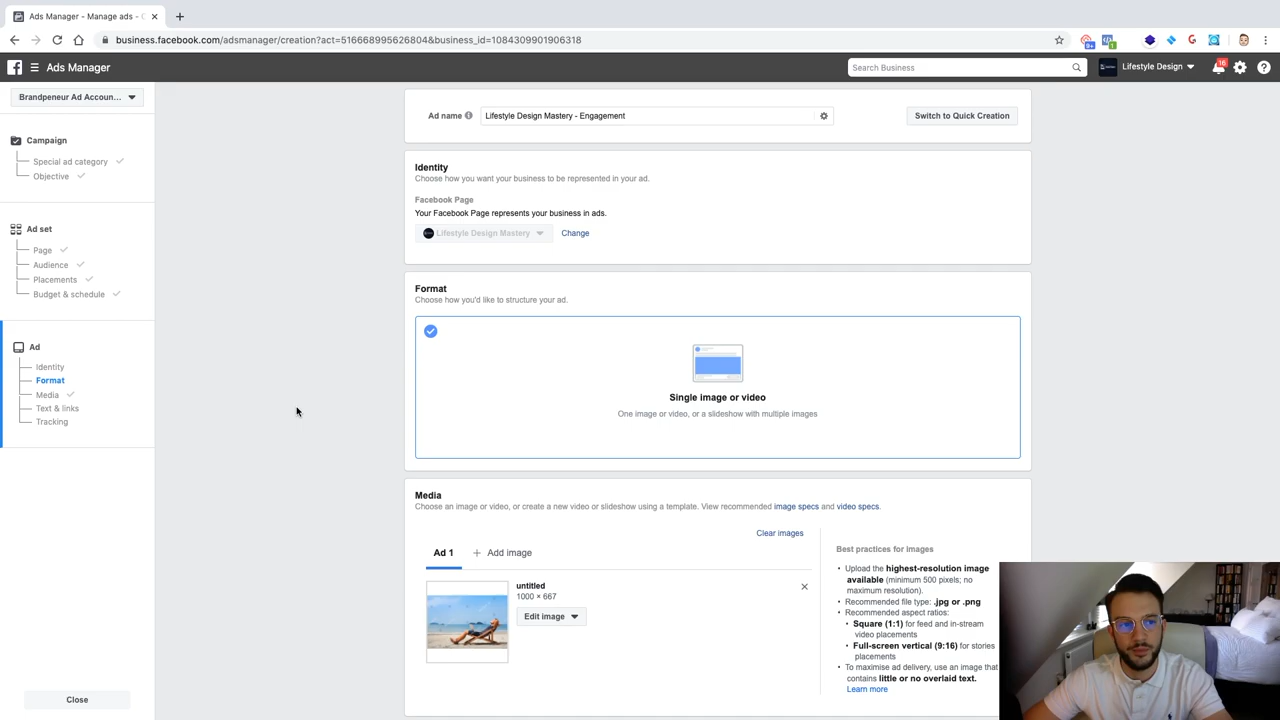 Ads Manager - Manage ads - C
business.facebook.com/adsmanager/creation?act=516668995626804&business_id=1084309901906318
9+
1
Ads Manager
Search Business
Lifestyle Design
16
Brandpeneur Ad Accoun...
Campaign
Special ad category
Objective
Ad set
Page
Audience
Placements
Budget & schedule
Ad
Identity
Format
Media
Text & links
Tracking
Close
Ad name
Lifestyle Design Mastery - Engagement
Switch to Quick Creation
Identity
Choose how you want your business to be represented in your ad.
Facebook Page
Your Facebook Page represents your business in ads.
Lifestyle Design Mastery
Change
Format
Choose how you'd like to structure your ad.
Single image or video
One image or video, or a slideshow with multiple images
Media
Choose an image or video, or create a new video or slideshow using a template. View recommended image specs and video specs.
Clear images
Ad 1
+ Add image
untitled
1000 × 667
Edit image
Best practices for images
• Upload the highest-resolution image
available (minimum 500 pixels; no
maximum resolution).
• Recommended file type: .jpg or .png
• Recommended aspect ratios:
• Square (1:1) for feed and in-stream
video placements
• Full-screen vertical (9:16) for stories
placements
• To maximise ad delivery, use an image that
contains little or no overlaid text.
Learn more